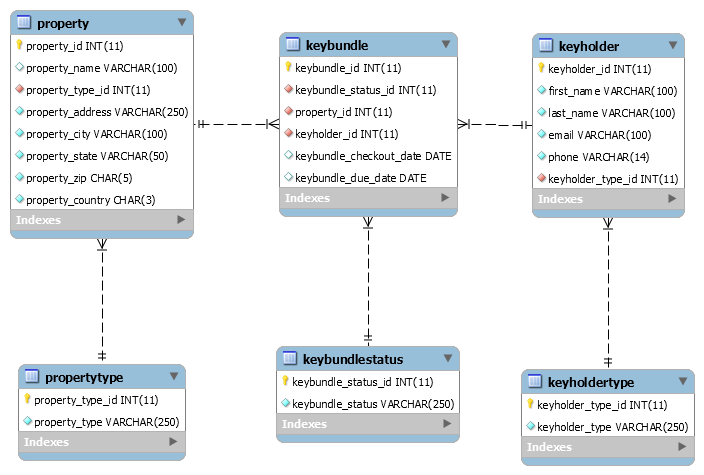 property
property_id INT(11)
property_name VARCHAR(100)
property_type_id INT(11)
property_address VARCHAR(250)
property_city VARCHAR(100)
property_state VARCHAR(50)
property_zip CHAR(5)
property_country CHAR(3)
Indexes
keybundle
keybundle_id INT(11)
keybundle_status_id INT(11)
property_id INT(11)
keyholder_id INT(11)
keybundle_checkout_date DATE
keybundle_due_date DATE
Indexes
keyholder
keyholder_id INT(11)
first_name VARCHAR(100)
last_name VARCHAR(100)
email VARCHAR(100)
phone VARCHAR(14)
keyholder_type_id INT(11)
Indexes
propertytype
property_type_id INT(11)
property_type VARCHAR(250)
Indexes
keybundlestatus
keybundle_status_id INT(11)
keybundle_status VARCHAR(250)
Indexes
keyholdertype
keyholder_type_id INT(11)
keyholder_type VARCHAR(250)
Indexes